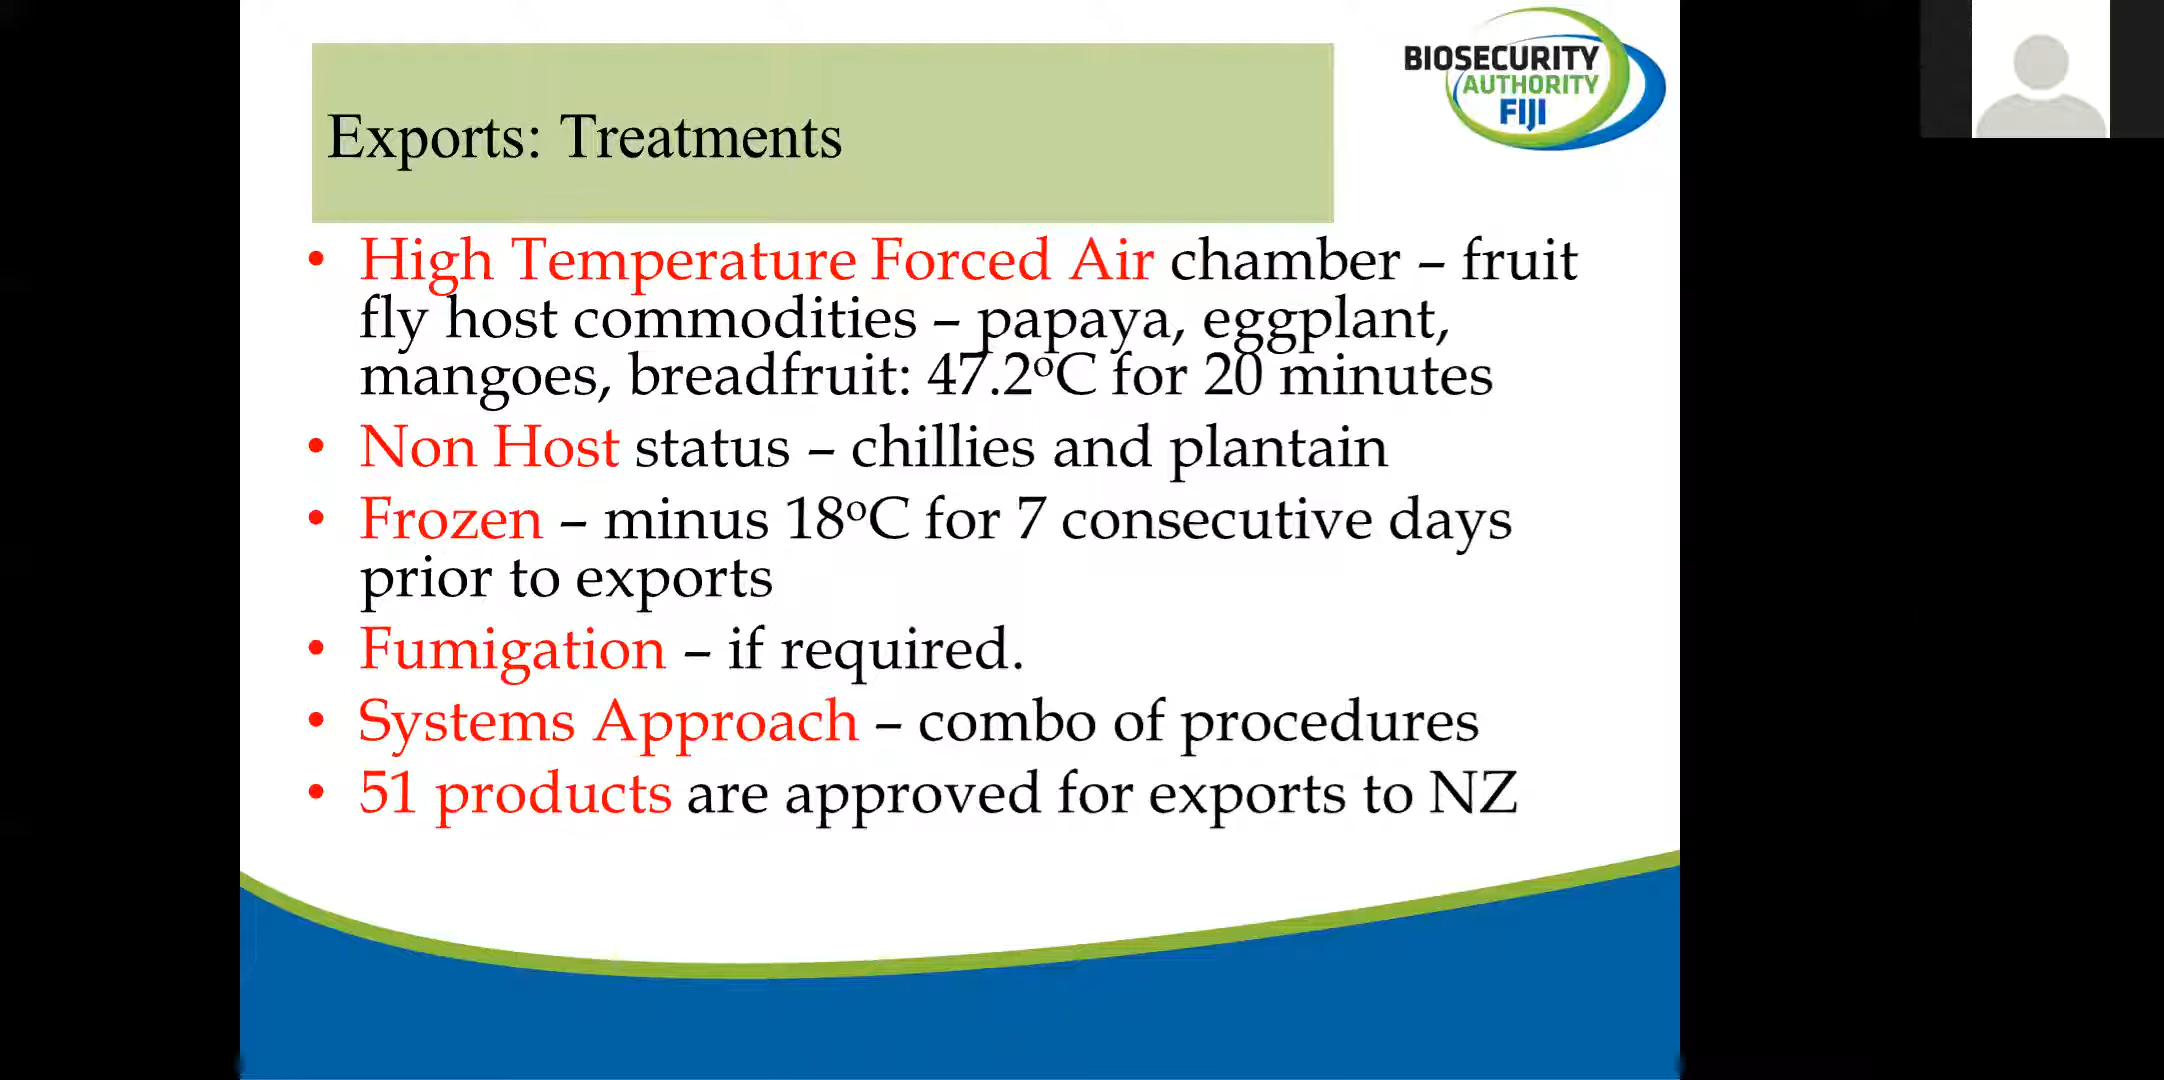 BIOSECURITY
AUTHORITY
FIJI
Exports: Treatments
• High Temperature Forced Air chamber – fruit
fly host commodities – papaya, eggplant,
mangoes, breadfruit: 47.2°C for 20 minutes
• Non Host status – chillies and plantain
• Frozen – minus 18°C for 7 consecutive days
prior to exports
• Fumigation – if required.
• Systems Approach – combo of procedures
• 51 products are approved for exports to NZ